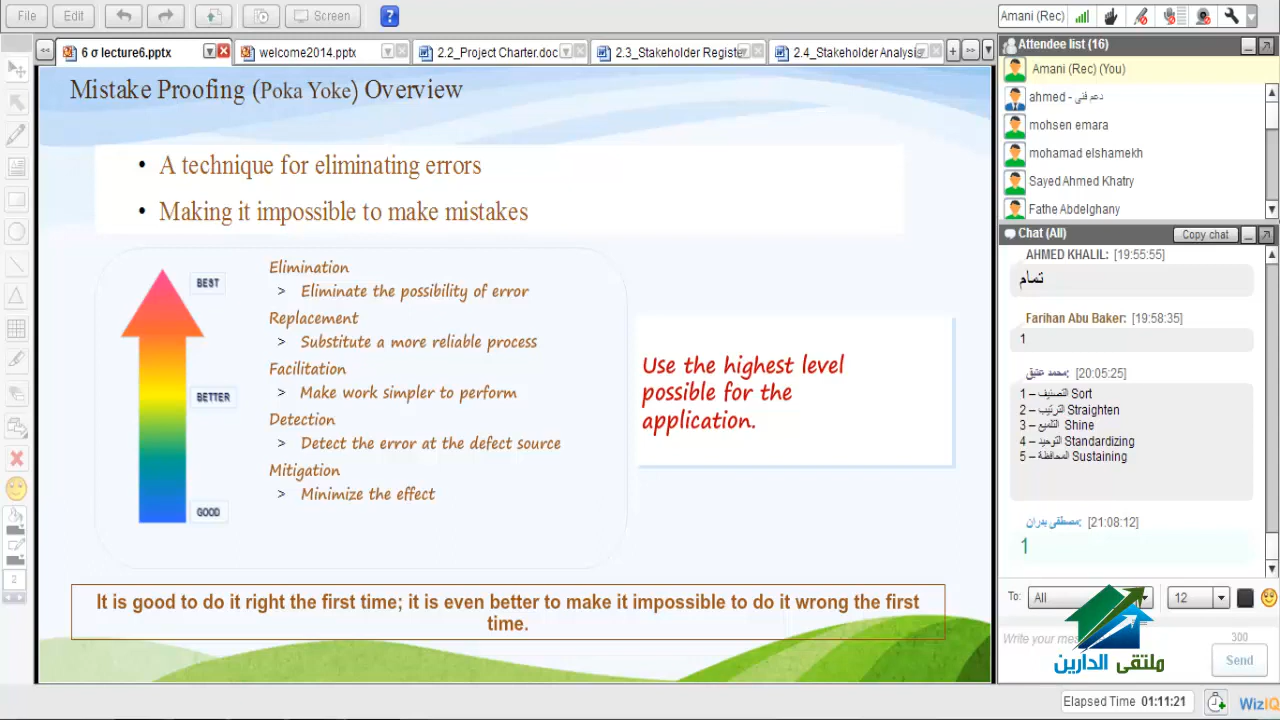 File
Edit
Screen
?
Amani (Rec)
6 σ lecture6.pptx
welcome2014.pptx
2.2_Project Charter.doc
2.3_Stakeholder Registe
2.4_Stakeholder Analysi
Mistake Proofing (Poka Yoke) Overview
• A technique for eliminating errors
• Making it impossible to make mistakes
BEST
BETTER
GOOD
Elimination
> Eliminate the possibility of error
Replacement
> Substitute a more reliable process
Facilitation
> Make work simpler to perform
Detection
> Detect the error at the defect source
Mitigation
> Minimize the effect
Use the highest level
possible for the
application.
It is good to do it right the first time; it is even better to make it impossible to do it wrong the first
time.
2
Attendee list (16)
Amani (Rec) (You)
ahmed - دعم فنى
mohsen emara
mohamad elshamekh
Sayed Ahmed Khatry
Fathe Abdelghany
Chat (All)
Copy chat
AHMED KHALIL: [19:55:55]
تمام
Farihan Abu Baker: [19:58:35]
1
محمد عتيق: [20:05:25]
1 – التصنيف Sort
2 – الترتيب Straighten
3 – التلميع Shine
4 – التوحيد Standardizing
5 – المحافظة Sustaining
مصطفى بدران: [21:08:12]
1
To:
All
12
Write your mes
300
Send
ملتقى الدارين
Elapsed Time 01:11:21
WizIQ